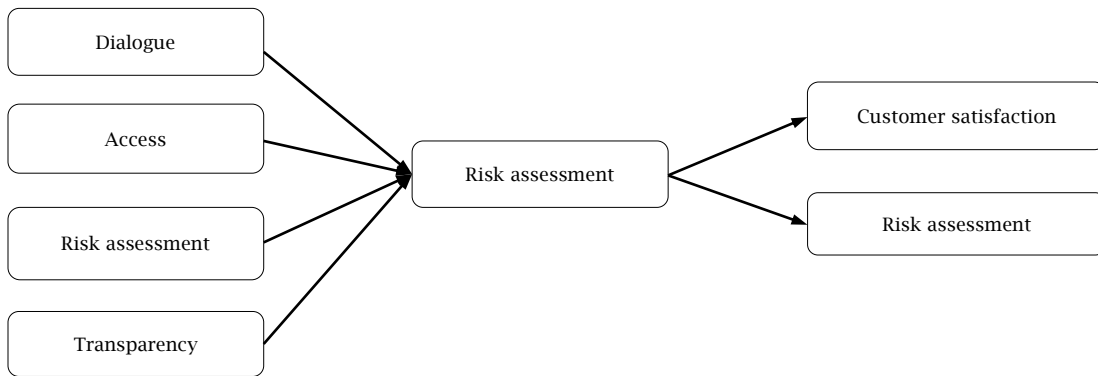 Dialogue
Access
Risk assessment
Transparency
Risk assessment
Customer satisfaction
Risk assessment